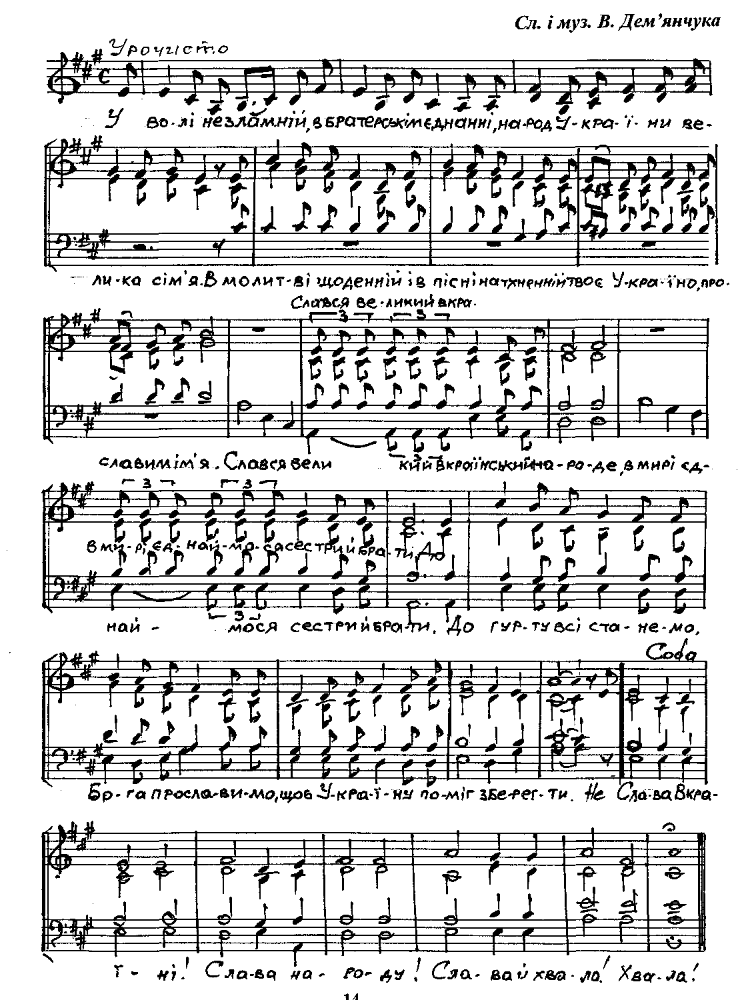 Сл. і муз. В. Дем’янчука
Урочисто
У во-лі незламній, в братерськім єднанні, на-род У-кра-ї-ни ве-
ли-ка сім'я. В молит-ві щоденній і в пісні натхненній твоє У-кра-їно, про-
Слався ве-ликий вкра-
3 3
славим ім'я. Слався вели кий вкраїнський на-ро-де, в мирі єд-
3
3 3
в ми-рі єд-най-мо-ся сестри й бра-ти. До
най- мося сестри й бра-ти. До гур-ту всі ста-не-мо,
3
Coda
Бо-га просла-ви-мо, щоб У-кра-ї-ну по-міг збе-рег-ти. Не Сла-ва Вкра-
ї-ні! Сла-ва на-ро-ду! Сла-ва й хва-ла! Хва-ла!
14